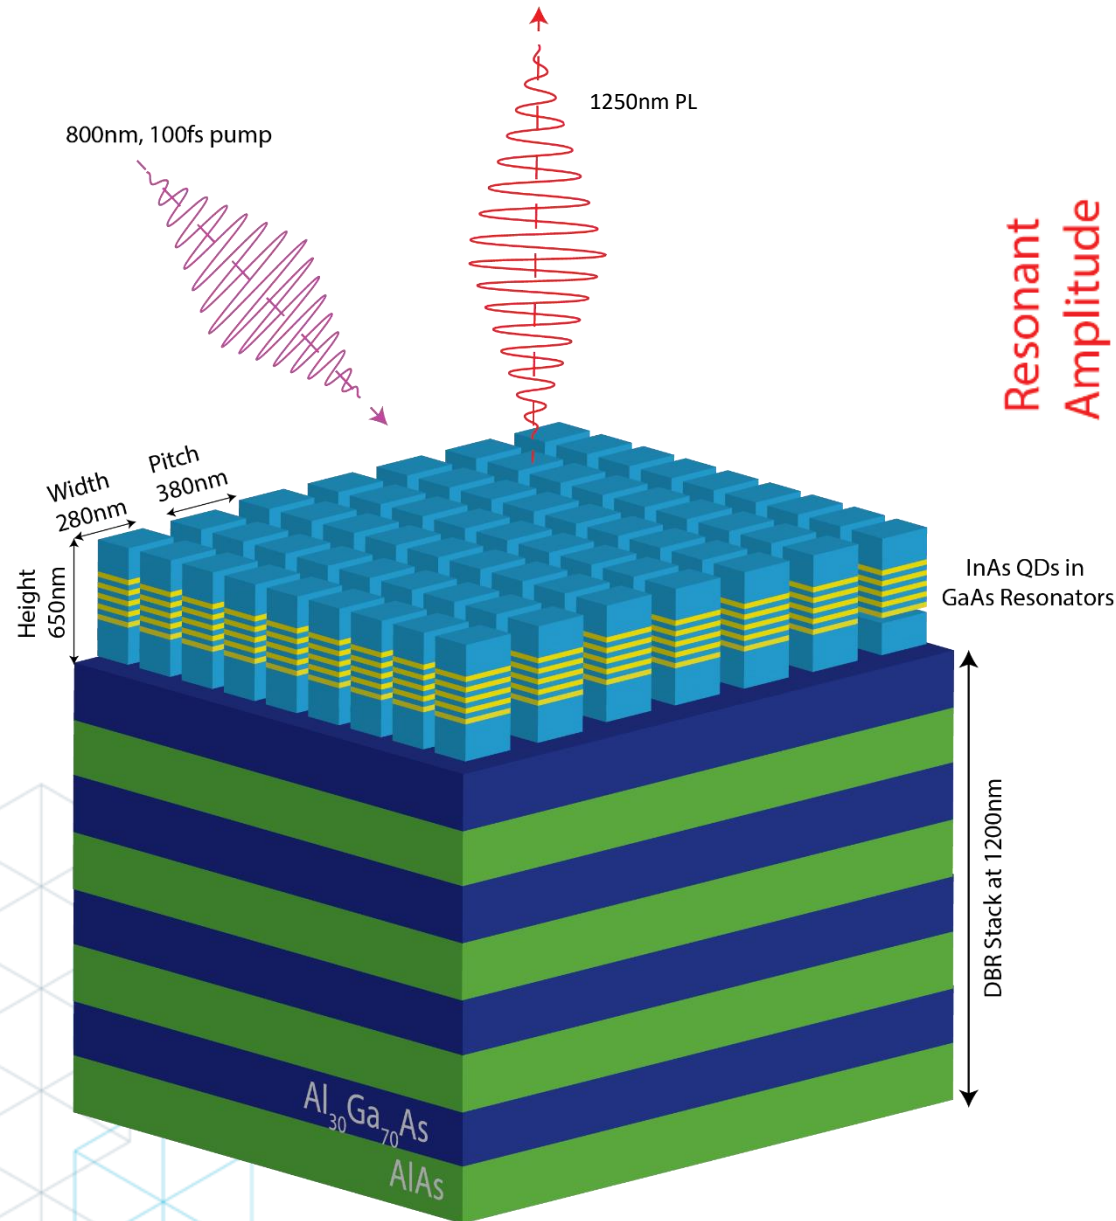 1250nm PL
800nm, 100fs pump
Resonant
Amplitude
Width
280nm
Pitch
380nm
Height
650nm
InAs QDs in
GaAs Resonators
DBR Stack at 1200nm
Al30Ga70As
AlAs